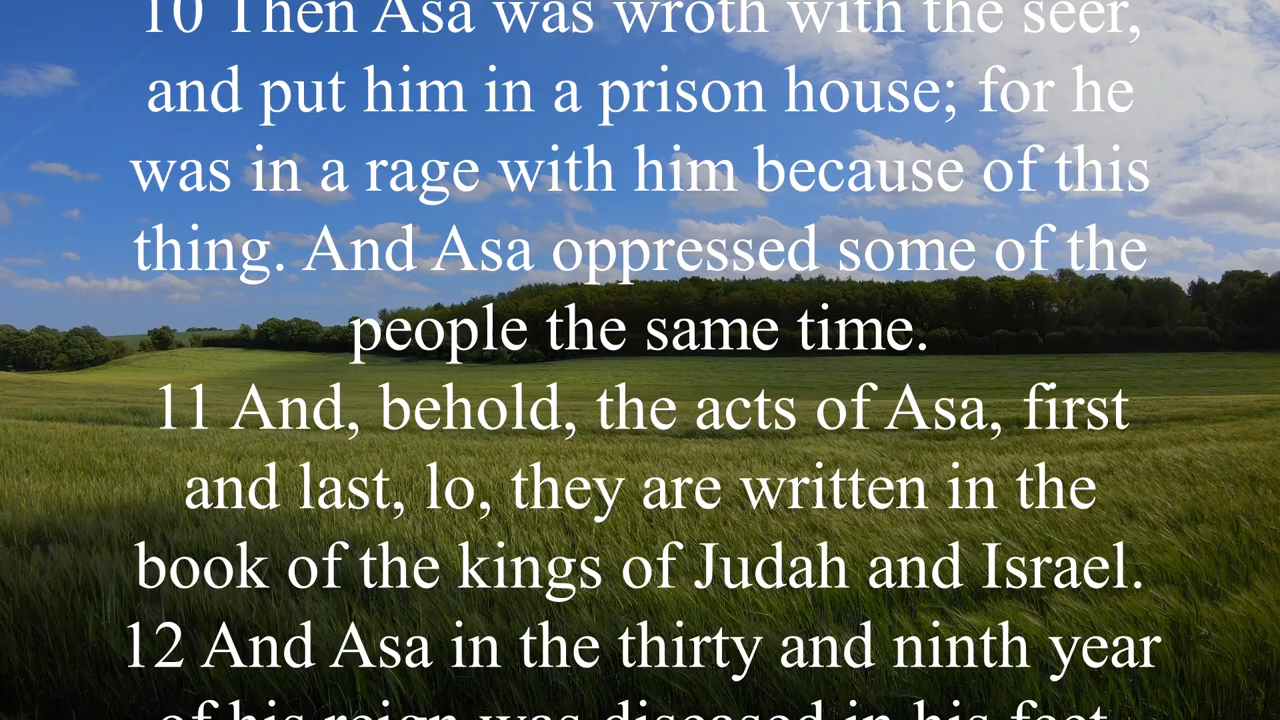 10 Then Asa was wroth with the seer,
and put him in a prison house; for he
was in a rage with him because of this
thing. And Asa oppressed some of the
people the same time.
11 And, behold, the acts of Asa, first
and last, lo, they are written in the
book of the kings of Judah and Israel.
12 And Asa in the thirty and ninth year
of his reign was diseased in his feet,